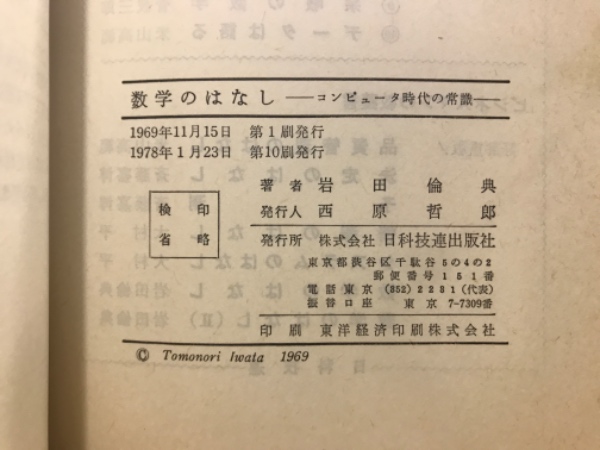 数学のはなし——コンピュータ時代の常識——
1969年11月15日 第1刷発行
1978年1月23日 第10刷発行
検印
省略
著者 岩田倫典
発行人 西原哲郎
発行所 株式会社 日科技連出版社
東京都渋谷区千駄谷5の4の2
郵便番号151番
電話東京 (352)2231(代表)
振替口座 東京 7-7309番
印刷 東洋経済印刷株式会社
© Tomonori Iwata 1969